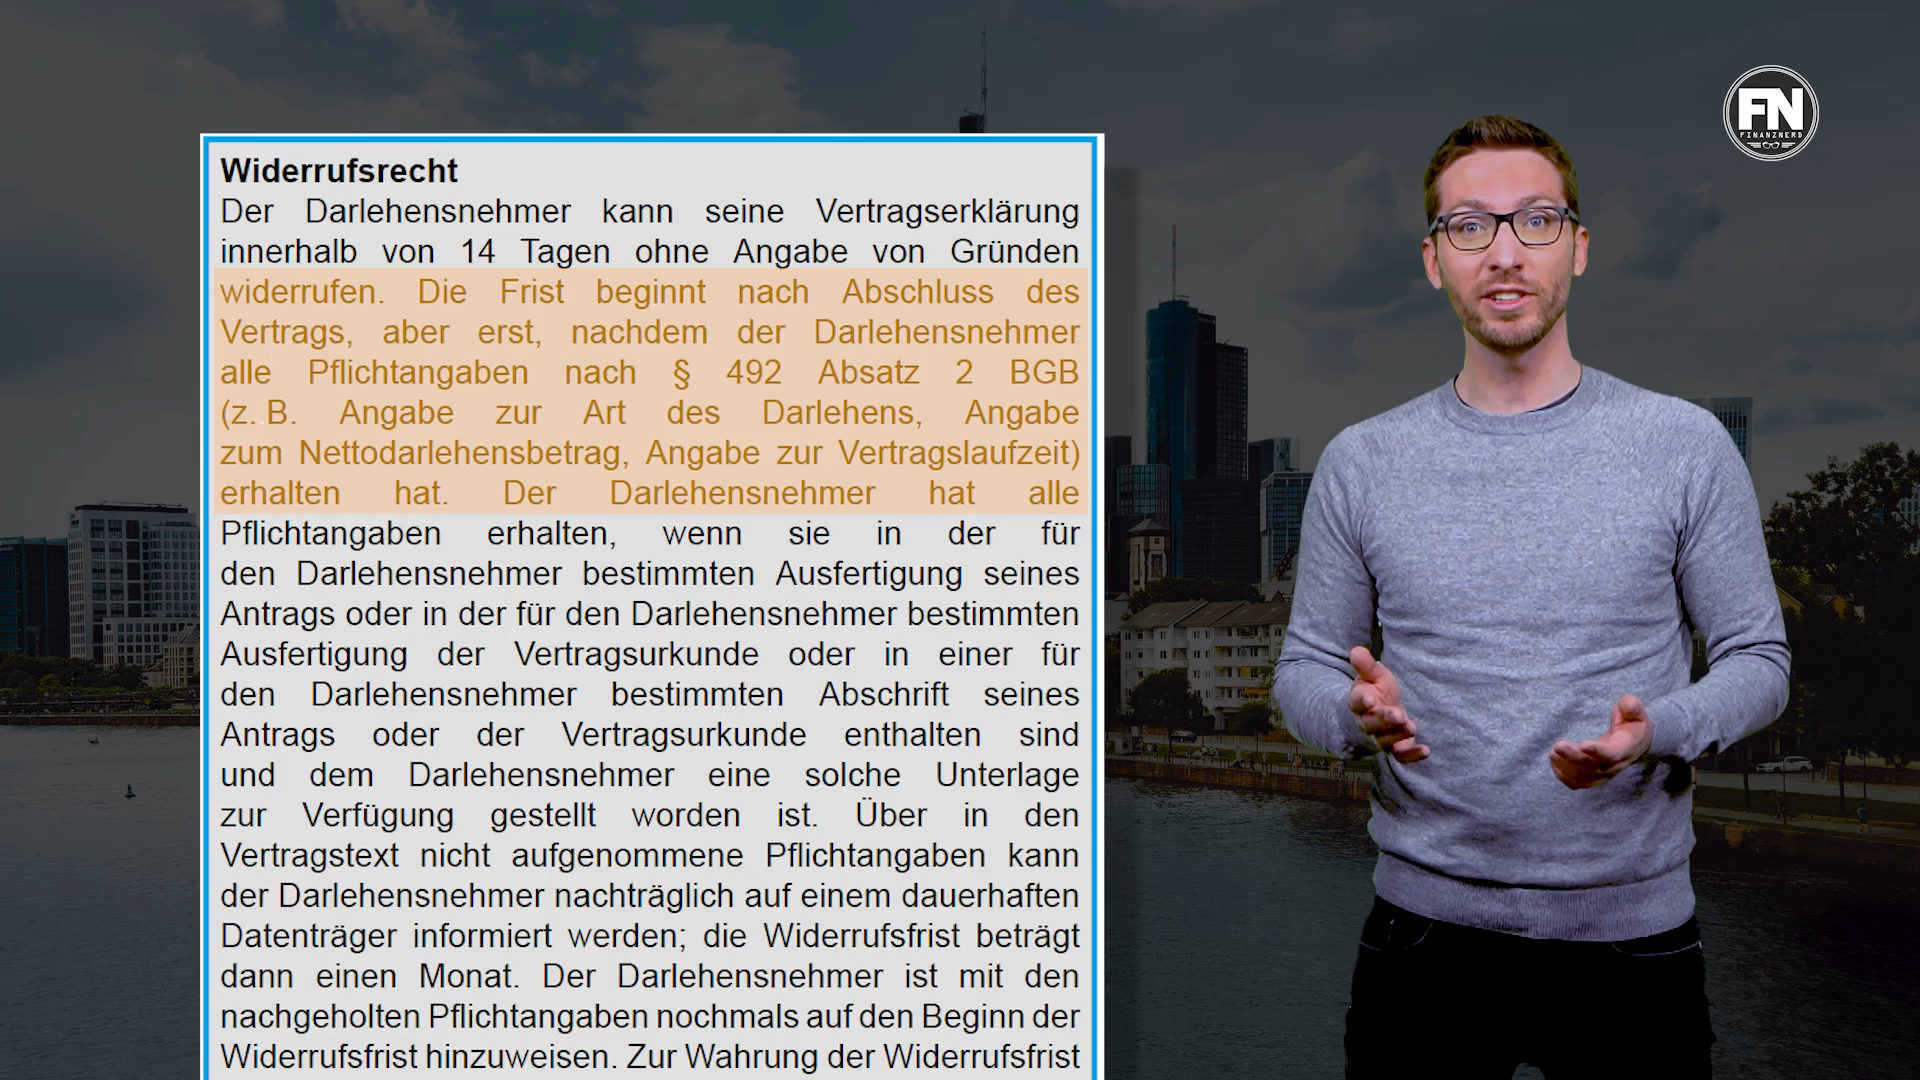 FN
FINANZNERD
Widerrufsrecht
Der Darlehensnehmer kann seine Vertragserklärung
innerhalb von 14 Tagen ohne Angabe von Gründen
widerrufen. Die Frist beginnt nach Abschluss des
Vertrags, aber erst, nachdem der Darlehensnehmer
alle Pflichtangaben nach § 492 Absatz 2 BGB
(z. B. Angabe zur Art des Darlehens, Angabe
zum Nettodarlehensbetrag, Angabe zur Vertragslaufzeit)
erhalten hat. Der Darlehensnehmer hat alle
Pflichtangaben erhalten, wenn sie in der für
den Darlehensnehmer bestimmten Ausfertigung seines
Antrags oder in der für den Darlehensnehmer bestimmten
Ausfertigung der Vertragsurkunde oder in einer für
den Darlehensnehmer bestimmten Abschrift seines
Antrags oder der Vertragsurkunde enthalten sind
und dem Darlehensnehmer eine solche Unterlage
zur Verfügung gestellt worden ist. Über in den
Vertragstext nicht aufgenommene Pflichtangaben kann
der Darlehensnehmer nachträglich auf einem dauerhaften
Datenträger informiert werden; die Widerrufsfrist beträgt
dann einen Monat. Der Darlehensnehmer ist mit den
nachgeholten Pflichtangaben nochmals auf den Beginn der
Widerrufsfrist hinzuweisen. Zur Wahrung der Widerrufsfrist